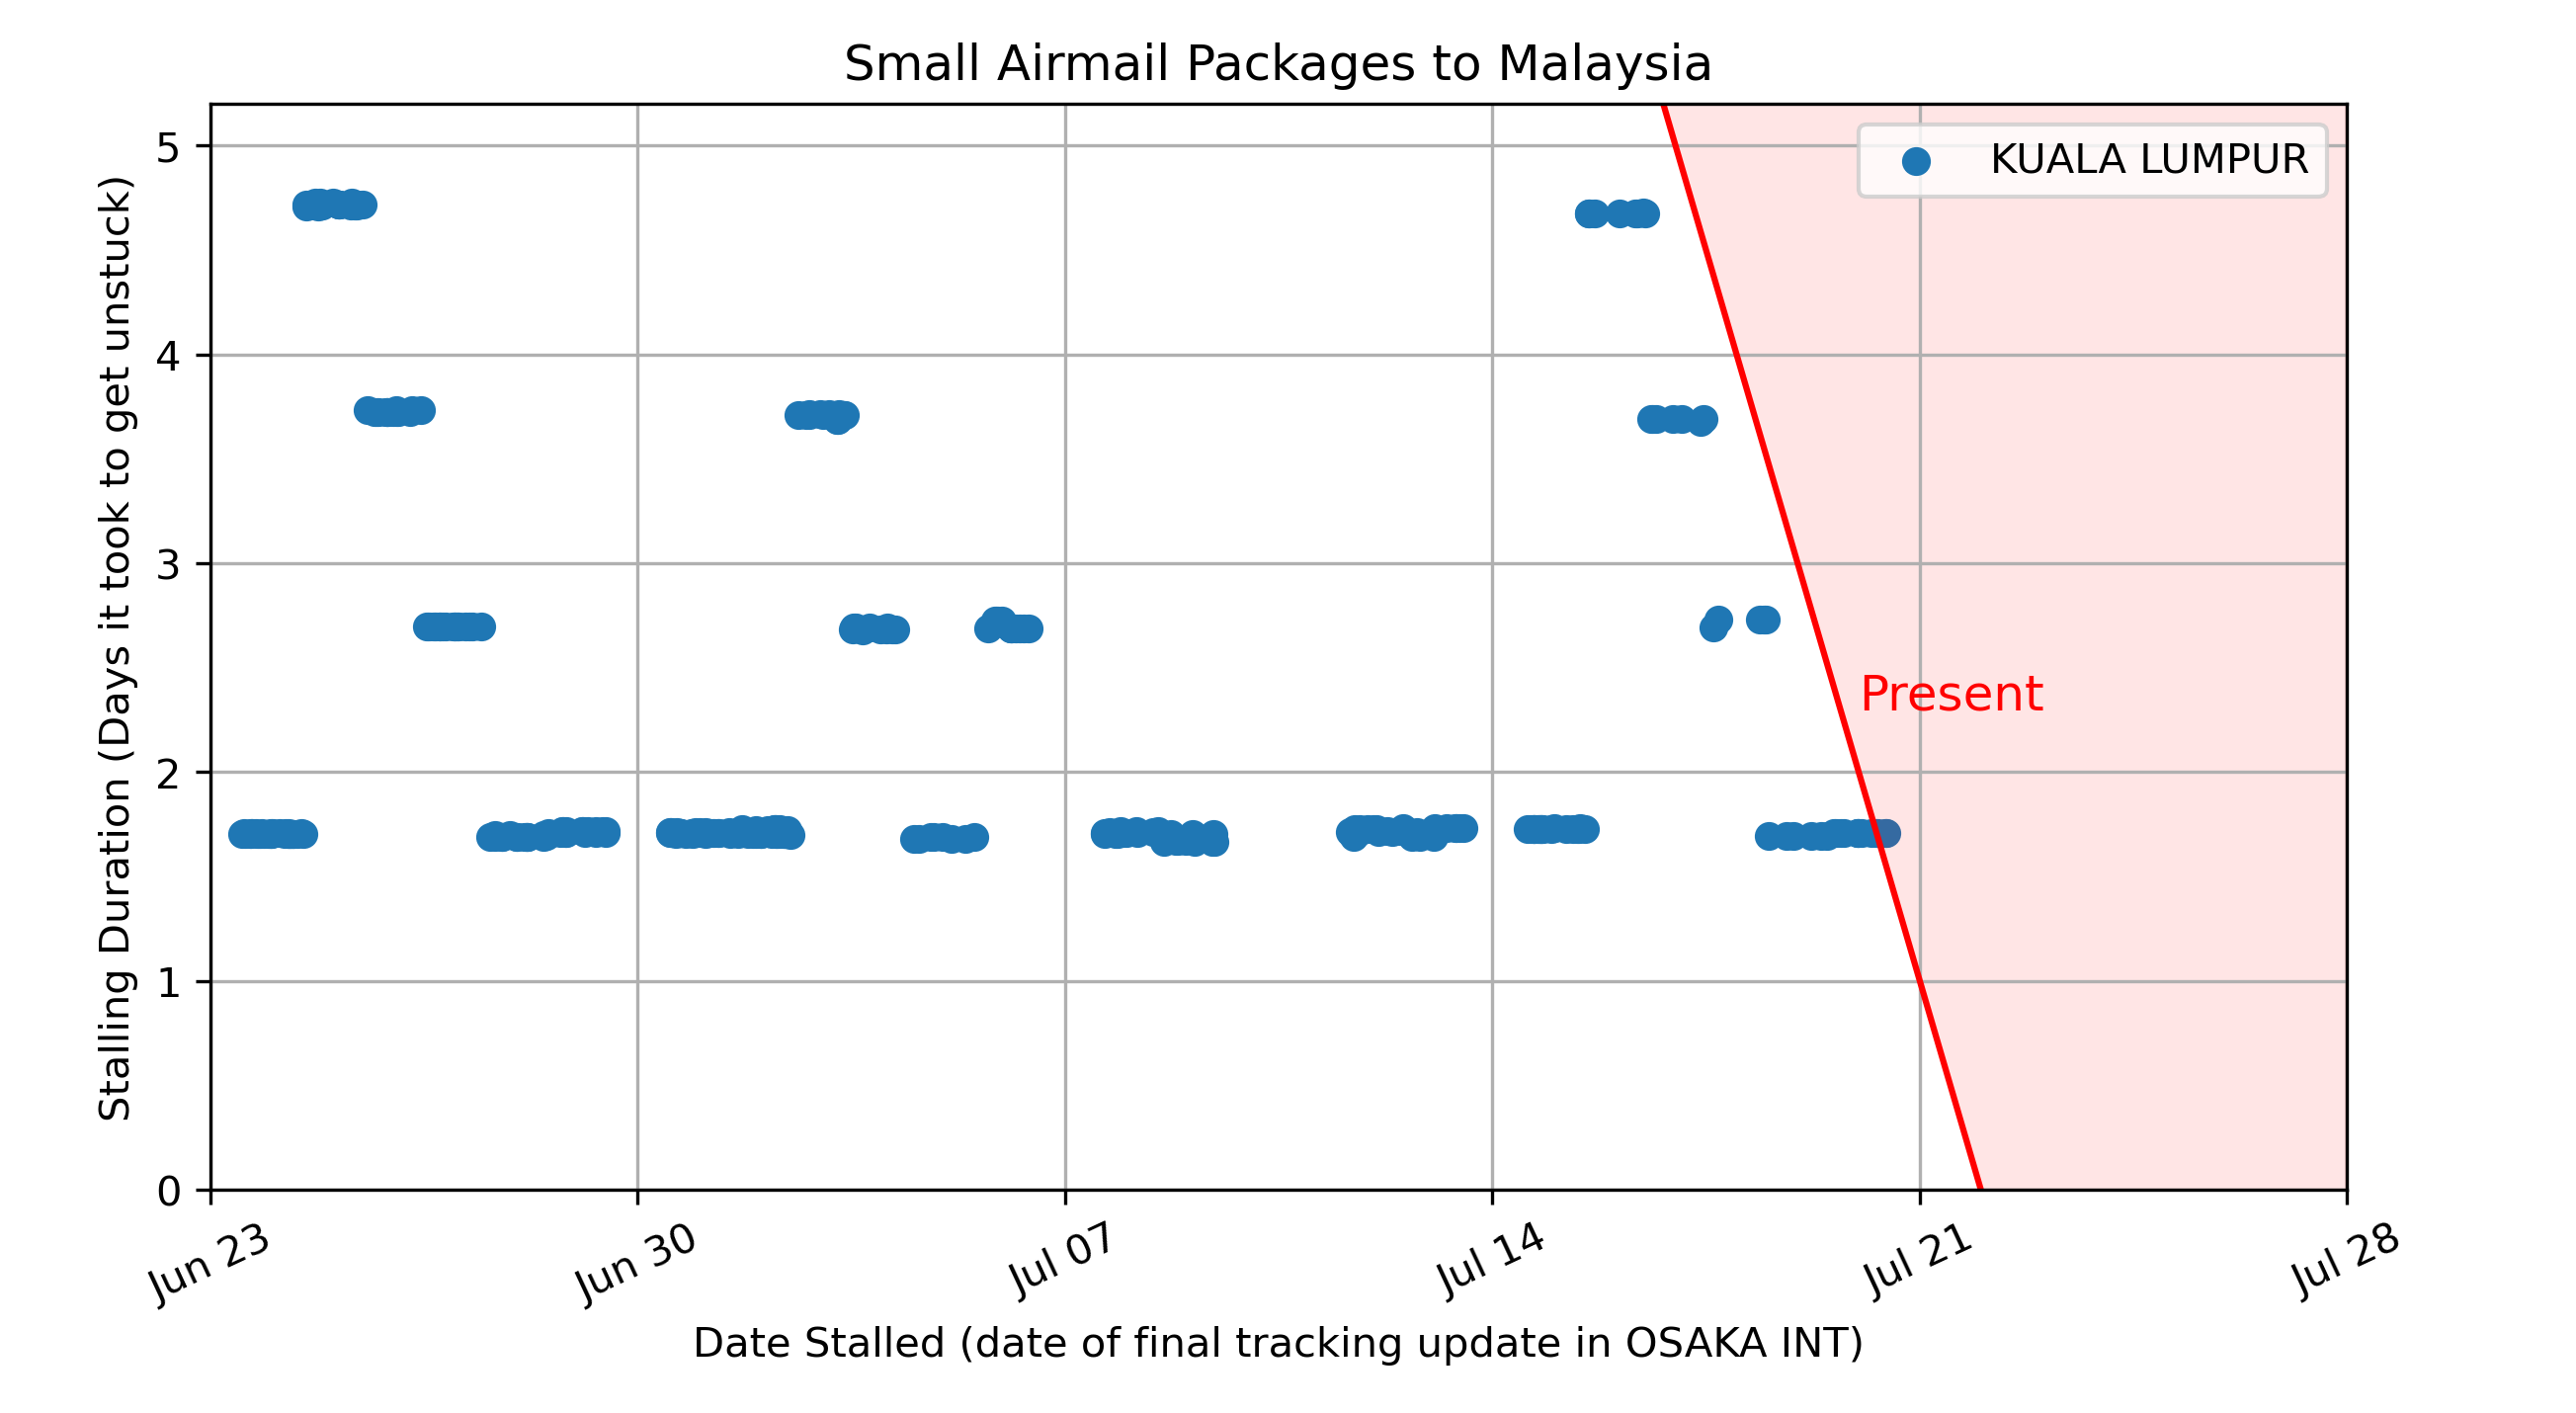 Small Airmail Packages to Malaysia
KUALA LUMPUR
Stalling Duration (Days it took to get unstuck)
5
4
3
2
1
0
Present
Jun 23
Jun 30
Jul 07
Jul 14
Jul 21
Jul 28
Date Stalled (date of final tracking update in OSAKA INT)